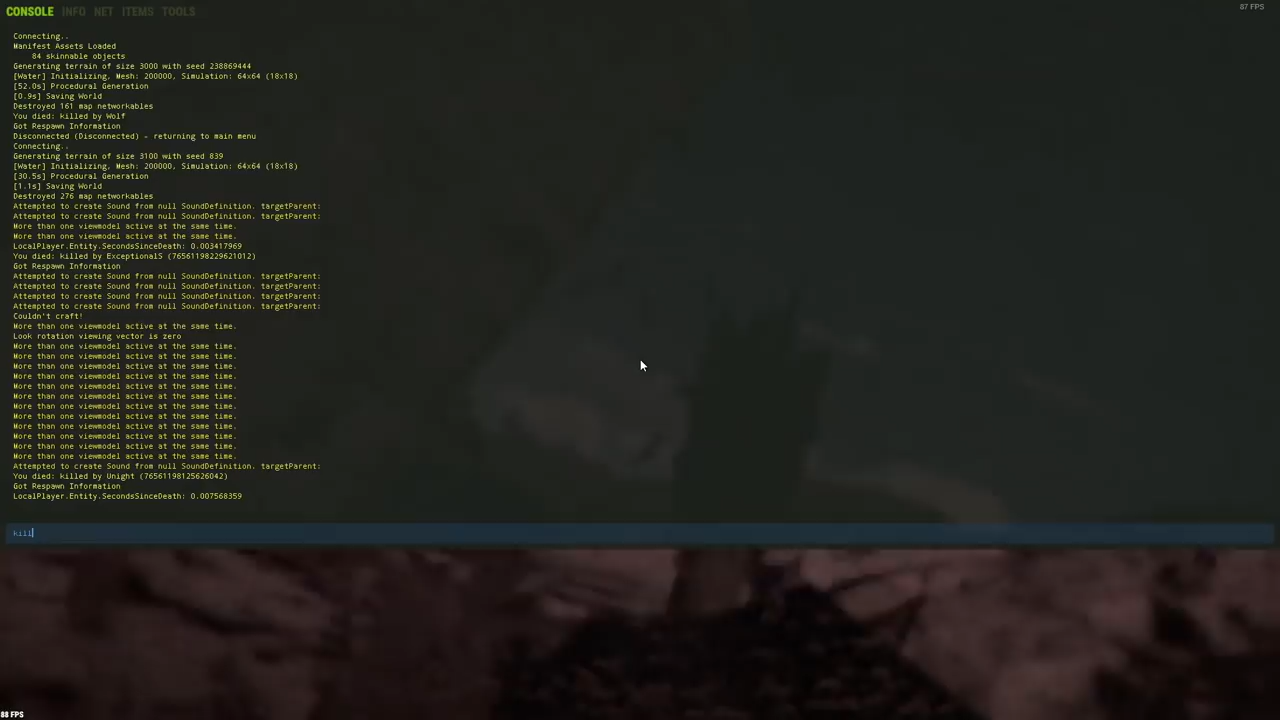 CONSOLE INFO NET ITEMS TOOLS
87 FPS
Connecting..
Manifest Assets Loaded
84 skinnable objects
Generating terrain of size 3000 with seed 238869444
[Water] Initializing, Mesh: 200000, Simulation: 64x64 (18x18)
[52.0s] Procedural Generation
[0.9s] Saving World
Destroyed 161 map networkables
You died: killed by Wolf
Got Respawn Information
Disconnected (Disconnected) - returning to main menu
Connecting..
Generating terrain of size 3100 with seed 839
[Water] Initializing, Mesh: 200000, Simulation: 64x64 (18x18)
[30.5s] Procedural Generation
[1.1s] Saving World
Destroyed 276 map networkables
Attempted to create Sound from null SoundDefinition. targetParent:
Attempted to create Sound from null SoundDefinition. targetParent:
More than one viewmodel active at the same time.
More than one viewmodel active at the same time.
LocalPlayer.Entity.SecondsSinceDeath: 0.003417969
You died: killed by ExceptionalS (76561198229621012)
Got Respawn Information
Attempted to create Sound from null SoundDefinition. targetParent:
Attempted to create Sound from null SoundDefinition. targetParent:
Attempted to create Sound from null SoundDefinition. targetParent:
Attempted to create Sound from null SoundDefinition. targetParent:
Couldn't craft!
More than one viewmodel active at the same time.
Look rotation viewing vector is zero
More than one viewmodel active at the same time.
More than one viewmodel active at the same time.
More than one viewmodel active at the same time.
More than one viewmodel active at the same time.
More than one viewmodel active at the same time.
More than one viewmodel active at the same time.
More than one viewmodel active at the same time.
More than one viewmodel active at the same time.
More than one viewmodel active at the same time.
More than one viewmodel active at the same time.
More than one viewmodel active at the same time.
More than one viewmodel active at the same time.
Attempted to create Sound from null SoundDefinition. targetParent:
You died: killed by Unight (76561198125626042)
Got Respawn Information
LocalPlayer.Entity.SecondsSinceDeath: 0.007568359
kill
88 FPS